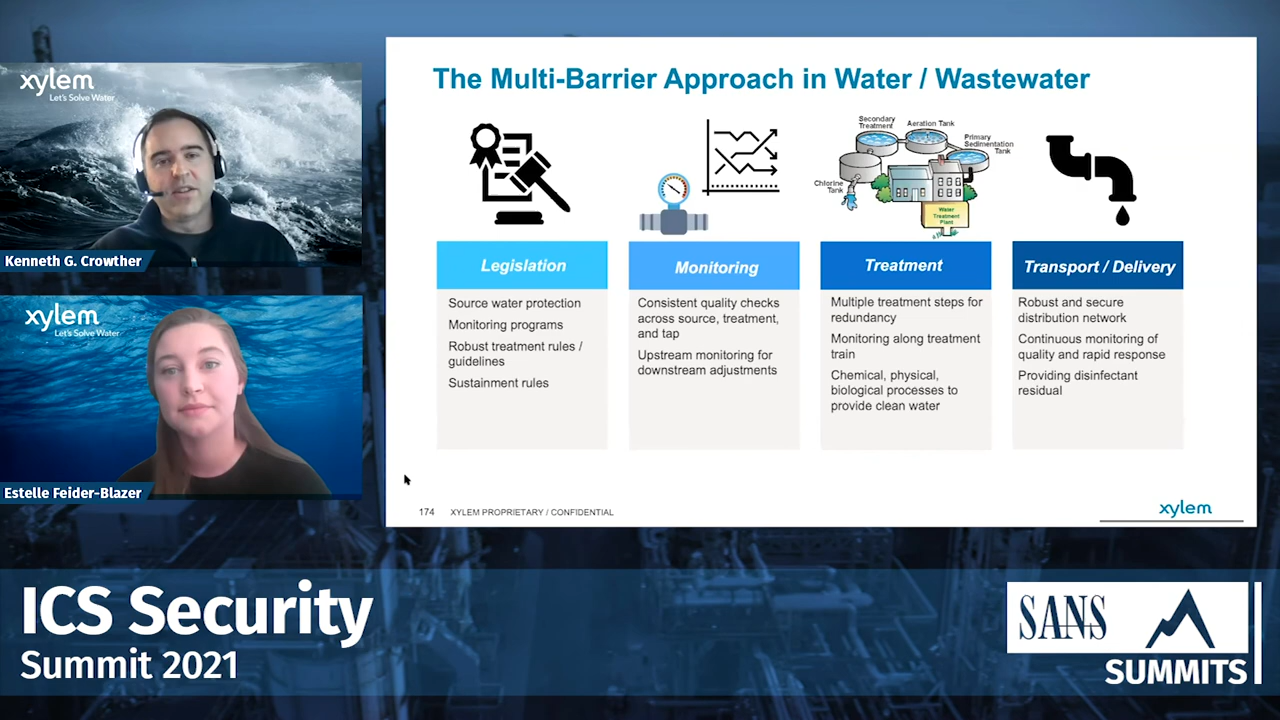 xylem
Let's Solve Water
Kenneth G. Crowther
xylem
Let's Solve Water
Estelle Feider-Blazer
The Multi-Barrier Approach in Water / Wastewater
Secondary
Treatment
Aeration Tank
Primary
Sedimentation
Tank
Chlorine
Tank
Water
Treatment
Plant
Legislation
Source water protection
Monitoring programs
Robust treatment rules /
guidelines
Sustainment rules
Monitoring
Consistent quality checks
across source, treatment,
and tap
Upstream monitoring for
downstream adjustments
Treatment
Multiple treatment steps for
redundancy
Monitoring along treatment
train
Chemical, physical,
biological processes to
provide clean water
Transport / Delivery
Robust and secure
distribution network
Continuous monitoring of
quality and rapid response
Providing disinfectant
residual
174 XYLEM PROPRIETARY / CONFIDENTIAL
xylem
ICS Security
Summit 2021
SANS
SUMMITS